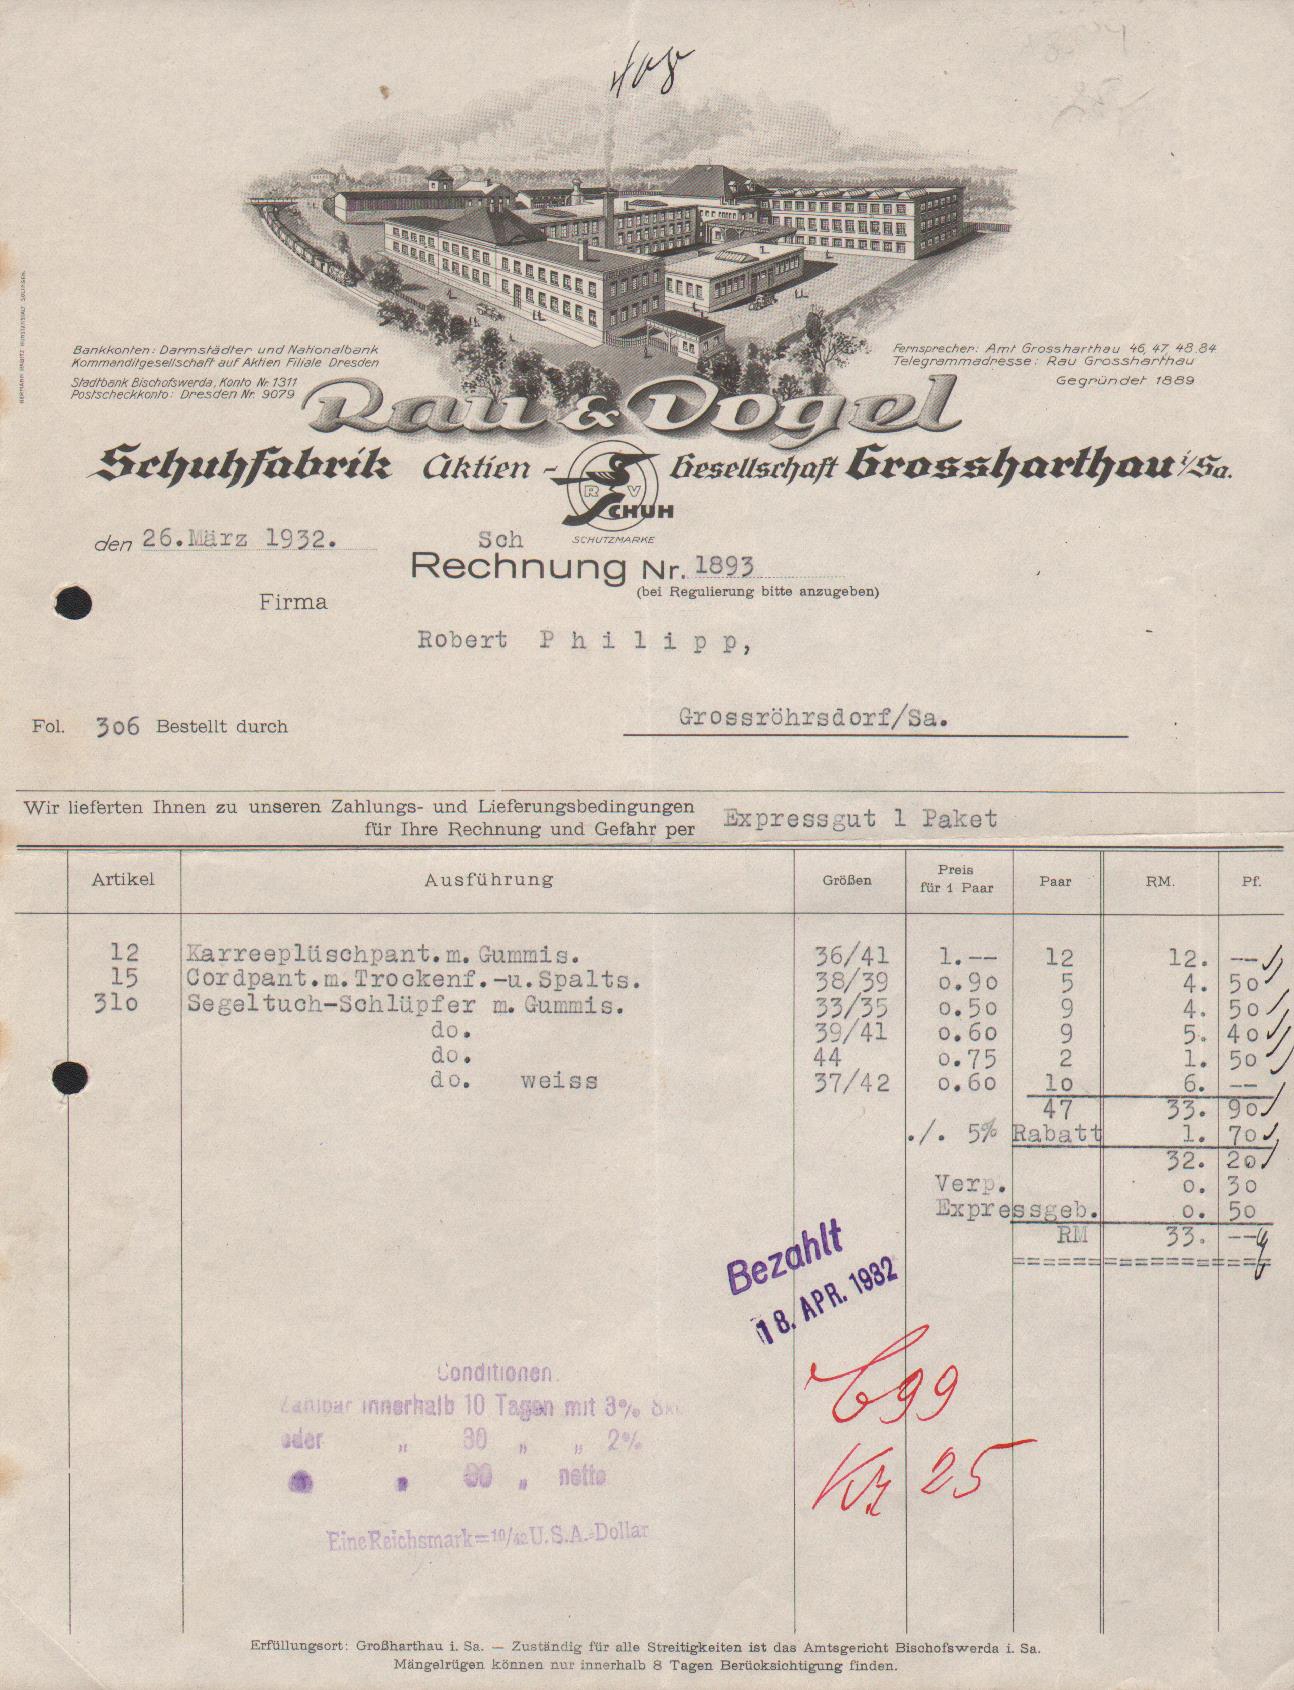 Bankkonten: Darmstädter und Nationalbank
Kommanditgesellschaft auf Aktien Filiale Dresden
Stadtbank Bischofswerda, Konto Nr. 1311
Postscheckkonto: Dresden Nr. 9079
Fernsprecher: Amt Grossharthau 46, 47, 48, 84
Telegrammadresse: Rau Grossharthau
Gegründet 1889
Rau & Vogel
Schuhfabrik Aktien - Gesellschaft Grossharthau i/Sa.
R V
SCHUH
SCHUTZMARKE
den 26.März 1932.
Sch
Rechnung Nr. 1893
(bei Regulierung bitte anzugeben)
Firma
Robert Philipp,
Grossröhrsdorf/Sa.
Fol. 306 Bestellt durch
Wir lieferten Ihnen zu unseren Zahlungs- und Lieferungsbedingungen
für Ihre Rechnung und Gefahr per Expressgut 1 Paket
Artikel Ausführung Größen Preis für 1 Paar Paar RM. Pf.
12 Karreeplüschpant.m.Gummis. 36/41 1.-- 12 12. --
15 Cordpant.m.Trockenf.-u.Spalts. 38/39 0.90 5 4. 50
310 Segeltuch-Schlüpfer m.Gummis. 33/35 0.50 9 4. 50
do. 39/41 0.60 9 5. 40
do. 44 0.75 2 1. 50
do. weiss 37/42 0.60 10 6. --
47 33. 90
./. 5% Rabatt 1. 70
32. 20
Verp. 0. 30
Expressgeb. 0. 50
RM 33. --
Bezahlt
18. APR. 1932
C 99
25
Conditionen.
Zahlbar innerhalb 10 Tagen mit 3%
oder " 30 " " 2%
" " netto
Eine Reichsmark = 10/42 U.S.A.-Dollar
Erfüllungsort: Großharthau i. Sa. — Zuständig für alle Streitigkeiten ist das Amtsgericht Bischofswerda i. Sa.
Mängelrügen können nur innerhalb 8 Tagen Berücksichtigung finden.